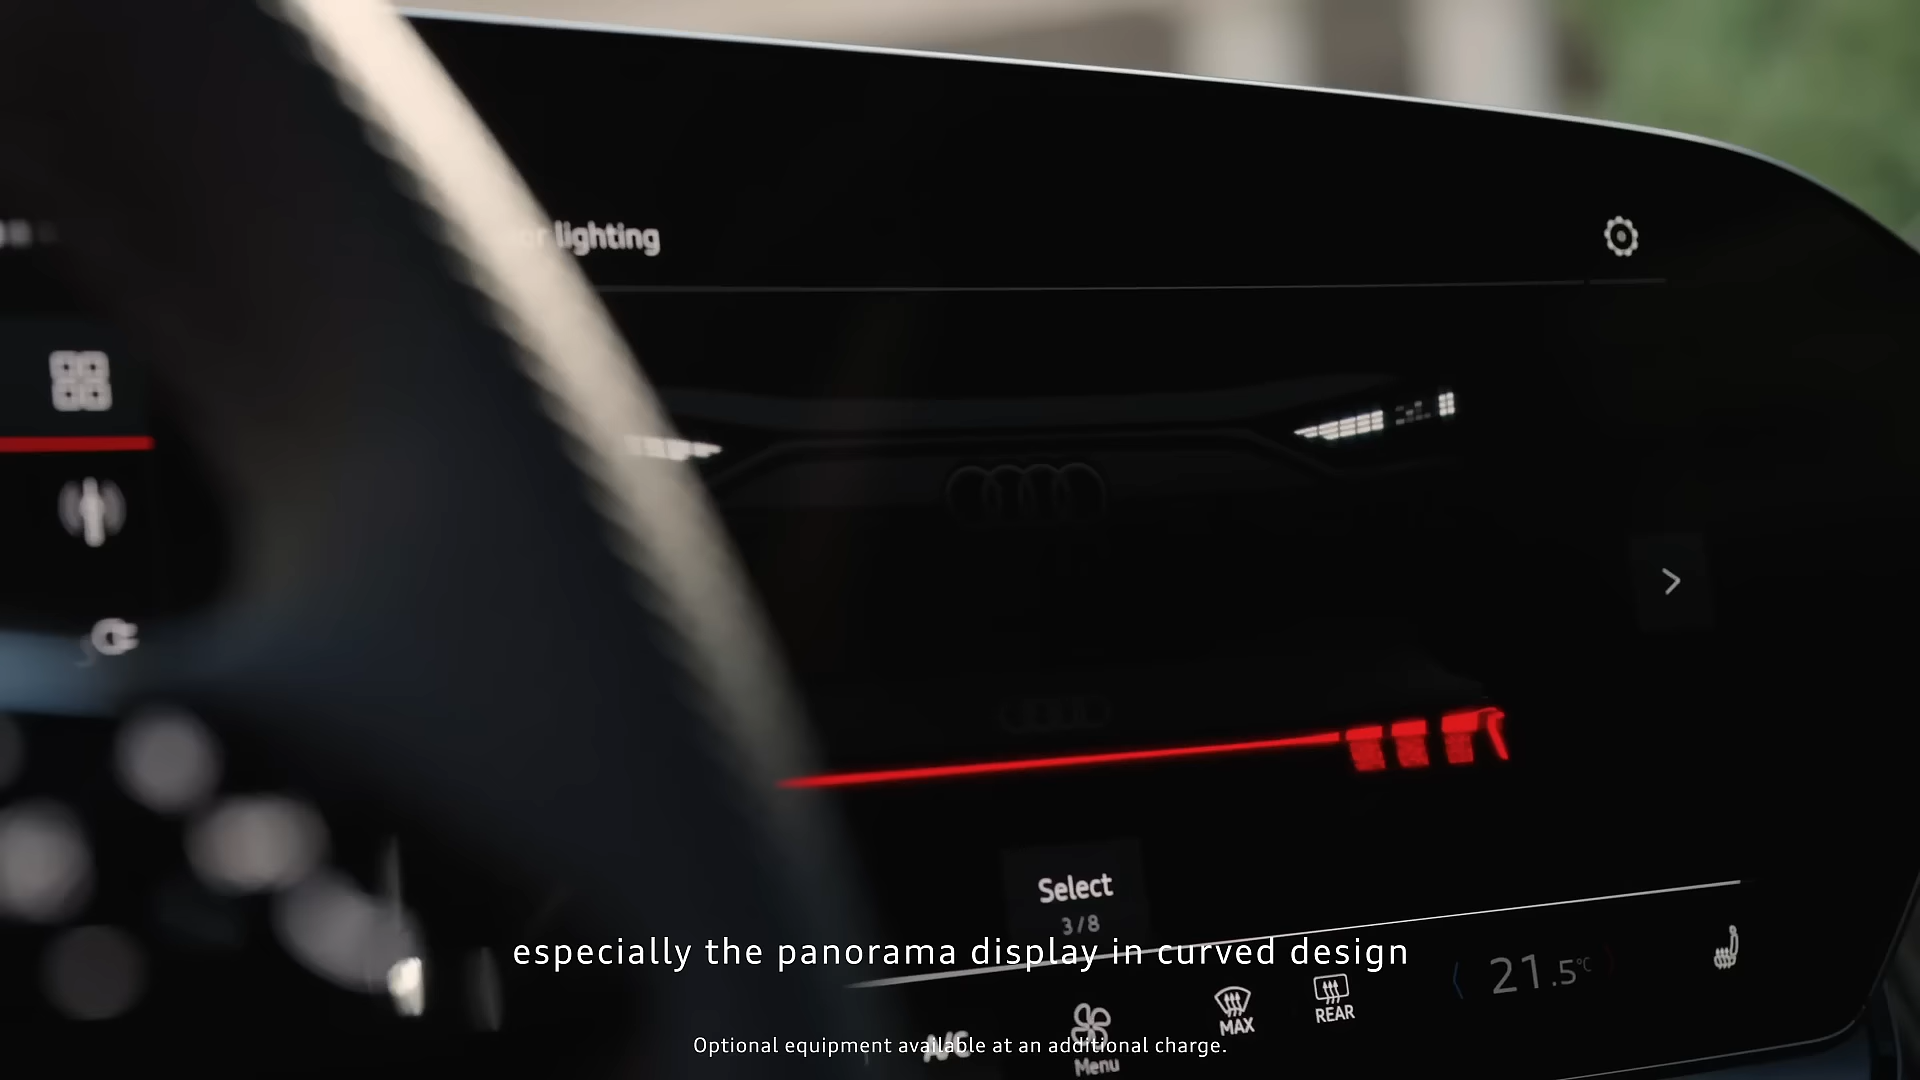 lighting
Select
3/8
especially the panorama display in curved design
21.5°C
MAX
REAR
A/C
Menu
Optional equipment available at an additional charge.